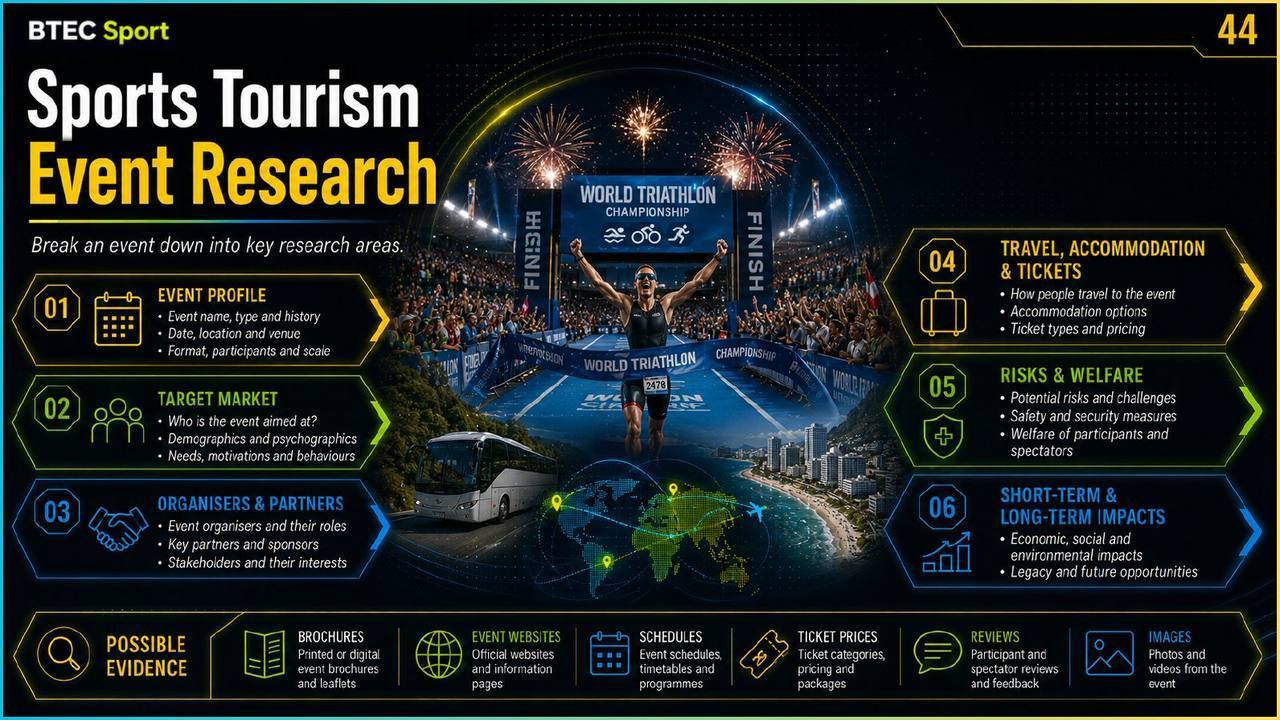 BTEC Sport
44
Sports Tourism
Event Research
Break an event down into key research areas.
01
EVENT PROFILE
• Event name, type and history
• Date, location and venue
• Format, participants and scale
02
TARGET MARKET
• Who is the event aimed at?
• Demographics and psychographics
• Needs, motivations and behaviours
03
ORGANISERS & PARTNERS
• Event organisers and their roles
• Key partners and sponsors
• Stakeholders and their interests
WORLD TRIATHLON
CHAMPIONSHIP
FINISH
FINISH
WORLD TRIATHLON
CHAMPIONSHIP
2478
04
TRAVEL, ACCOMMODATION
& TICKETS
• How people travel to the event
• Accommodation options
• Ticket types and pricing
05
RISKS & WELFARE
• Potential risks and challenges
• Safety and security measures
• Welfare of participants and
spectators
06
SHORT-TERM &
LONG-TERM IMPACTS
• Economic, social and
environmental impacts
• Legacy and future opportunities
POSSIBLE
EVIDENCE
BROCHURES
Printed or digital
event brochures
and leaflets
EVENT WEBSITES
Official websites
and information
pages
SCHEDULES
Event schedules,
timetables and
programmes
TICKET PRICES
Ticket categories,
pricing and
packages
REVIEWS
Participant and
spectator reviews
and feedback
IMAGES
Photos and
videos from the
event